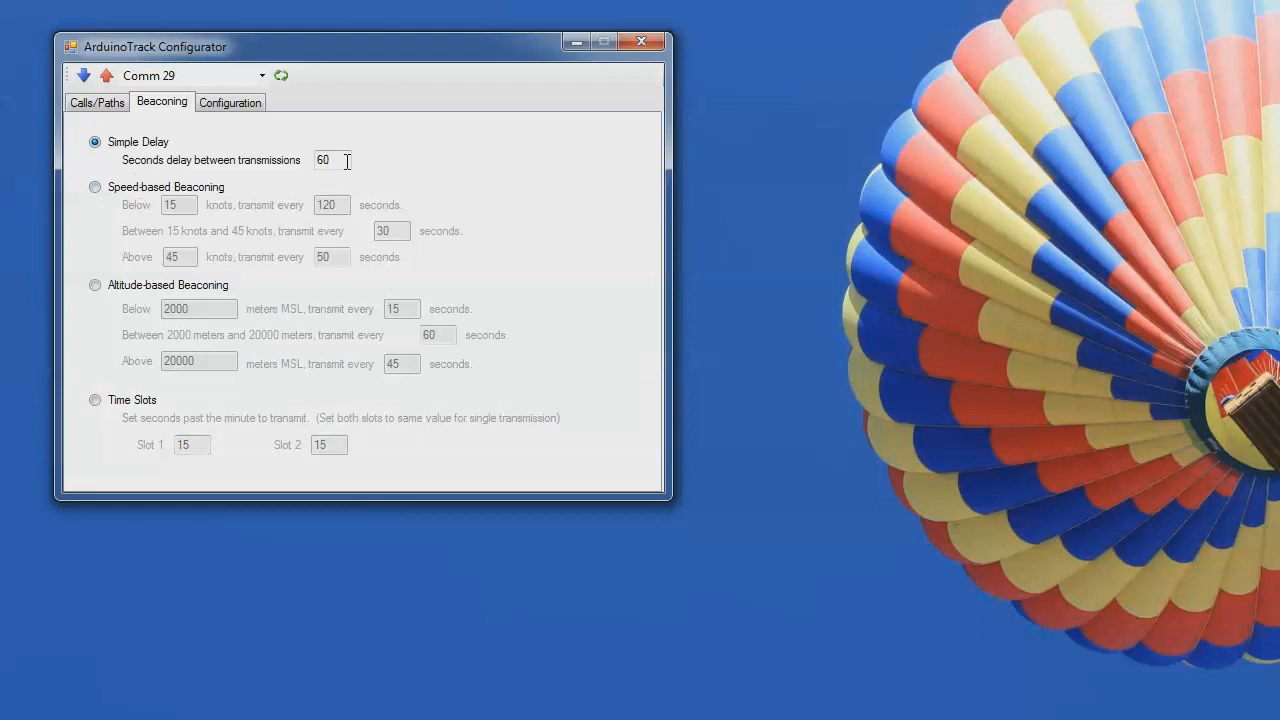 ArduinoTrack Configurator
Comm 29
Calls/Paths Beaconing Configuration
Simple Delay
Seconds delay between transmissions 60
Speed-based Beaconing
Below 15 knots, transmit every 120 seconds.
Between 15 knots and 45 knots, transmit every 30 seconds.
Above 45 knots, transmit every 50 seconds.
Altitude-based Beaconing
Below 2000 meters MSL, transmit every 15 seconds.
Between 2000 meters and 20000 meters, transmit every 60 seconds.
Above 20000 meters MSL, transmit every 45 seconds.
Time Slots
Set seconds past the minute to transmit. (Set both slots to same value for single transmission)
Slot 1 15 Slot 2 15